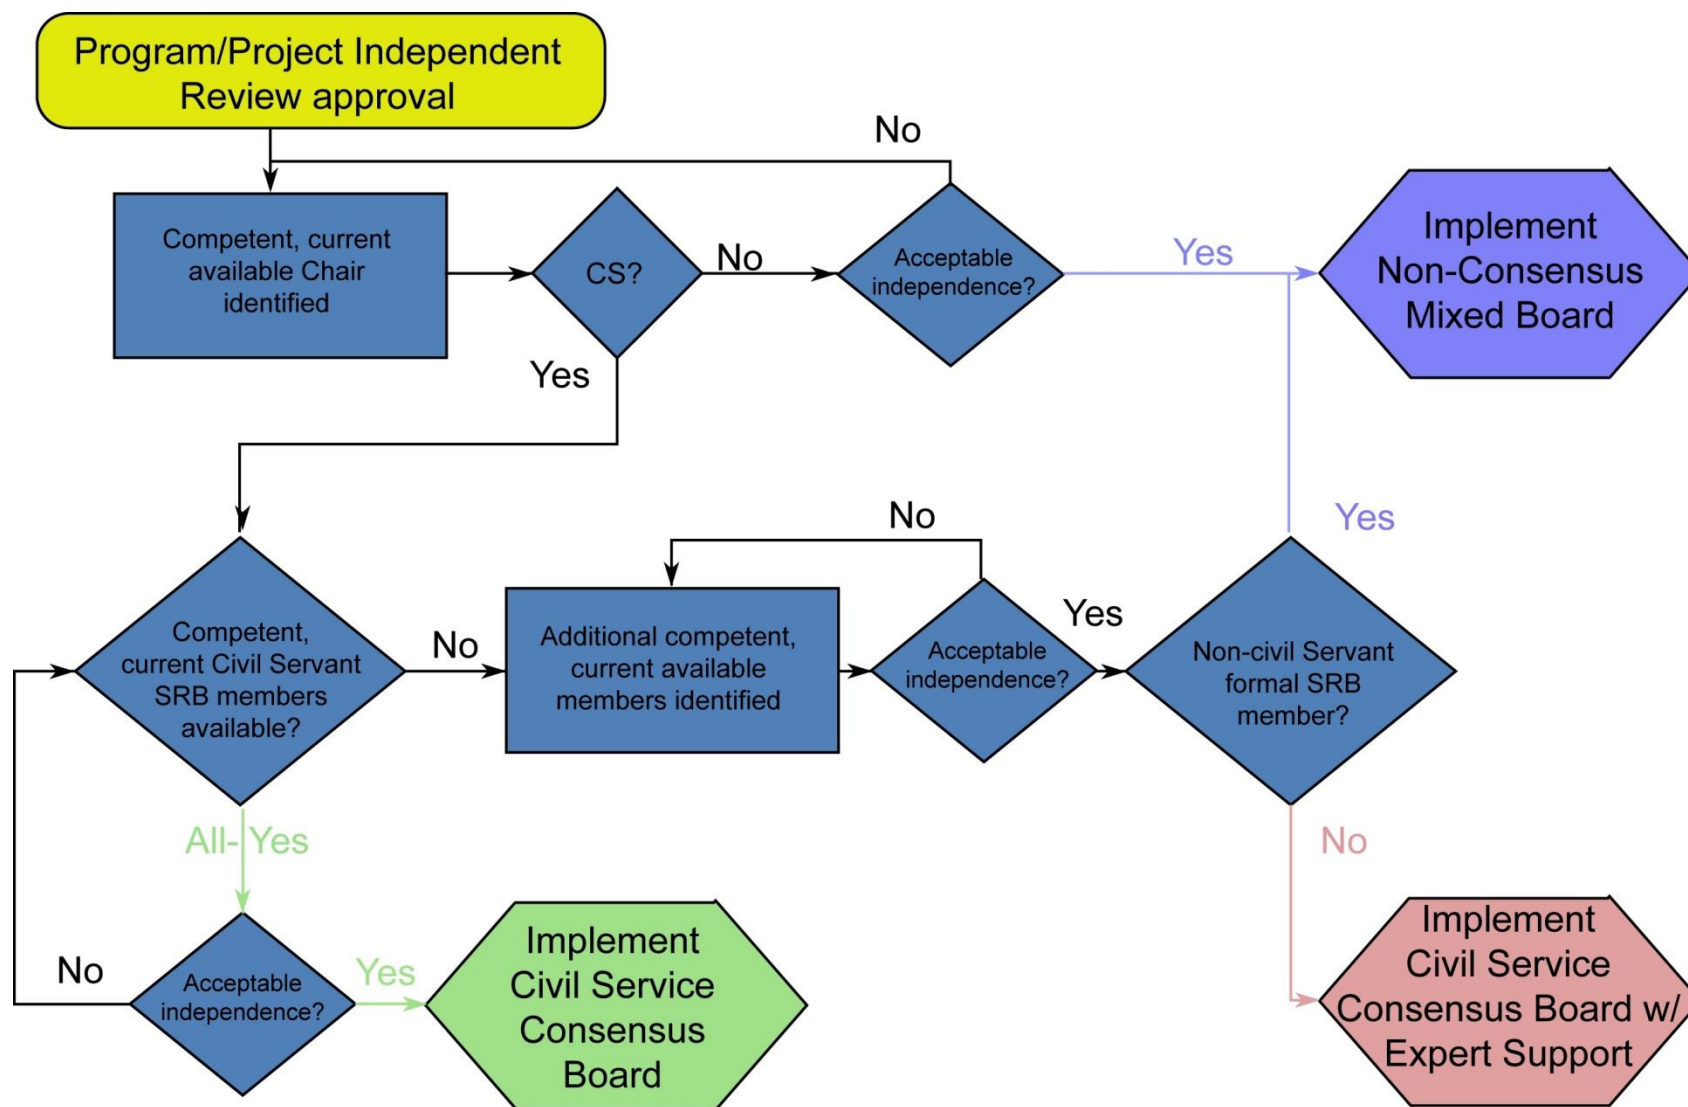 Program/Project Independent
Review approval
No
Competent, current
available Chair
identified
CS?
No
Acceptable
independence?
Yes
Implement
Non-Consensus
Mixed Board
Yes
Competent,
current Civil Servant
SRB members
available?
No
Additional competent,
current available
members identified
No
Acceptable
independence?
Yes
Non-civil Servant
formal SRB
member?
Yes
All- Yes
No
Acceptable
independence?
No
Yes
Implement
Civil Service
Consensus
Board
Implement
Civil Service
Consensus Board w/
Expert Support